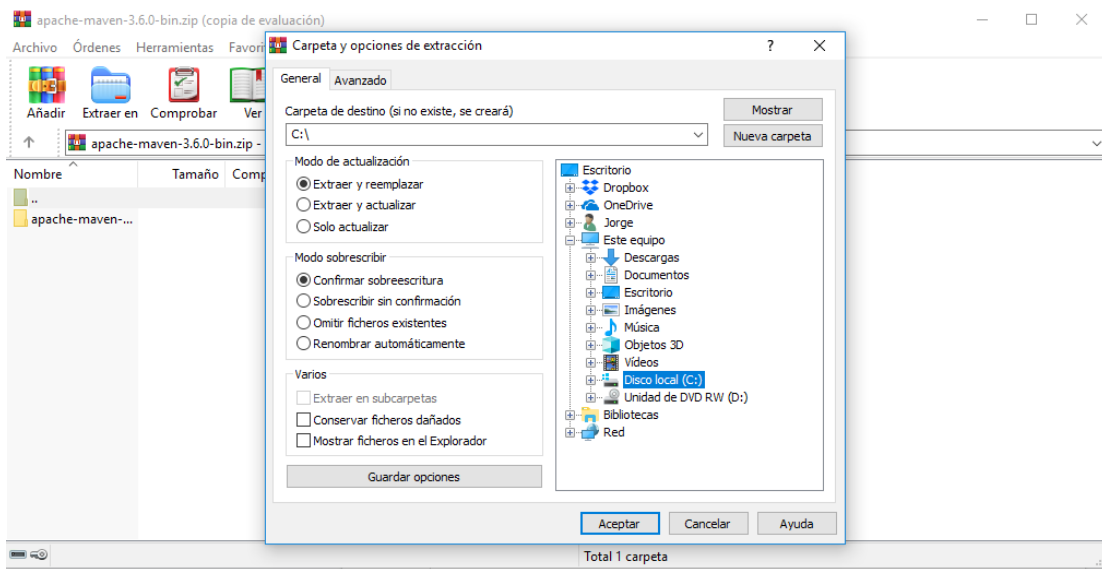 apache-maven-3.6.0-bin.zip (copia de evaluación)
Archivo Órdenes Herramientas Favori
Añadir Extraer en Comprobar Ver
apache-maven-3.6.0-bin.zip -
Nombre Tamaño Comp
..
apache-maven-...
Carpeta y opciones de extracción ?
General Avanzado
Carpeta de destino (si no existe, se creará)
C:\
Mostrar
Nueva carpeta
Modo de actualización
Extraer y reemplazar
Extraer y actualizar
Solo actualizar
Modo sobrescribir
Confirmar sobreescritura
Sobrescribir sin confirmación
Omitir ficheros existentes
Renombrar automáticamente
Varios
Extraer en subcarpetas
Conservar ficheros dañados
Mostrar ficheros en el Explorador
Guardar opciones
Escritorio
Dropbox
OneDrive
Jorge
Este equipo
Descargas
Documentos
Escritorio
Imágenes
Música
Objetos 3D
Vídeos
Disco local (C:)
Unidad de DVD RW (D:)
Bibliotecas
Red
Aceptar Cancelar Ayuda
Total 1 carpeta